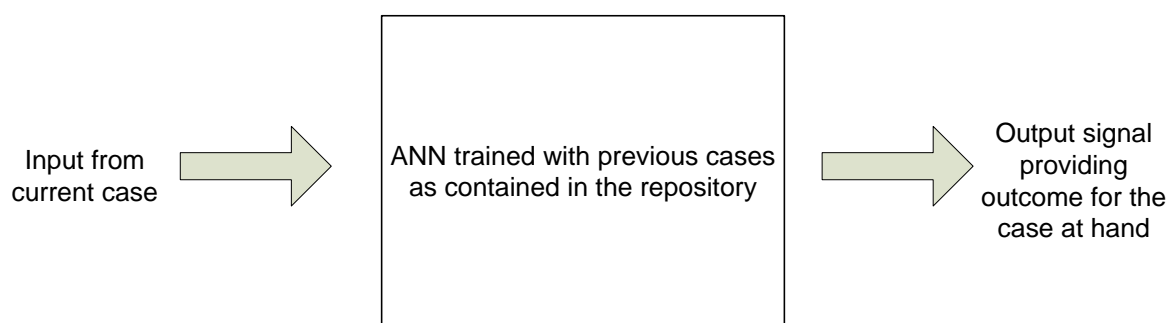 Input from
current case
ANN trained with previous cases
as contained in the repository
Output signal
providing
outcome for the
case at hand